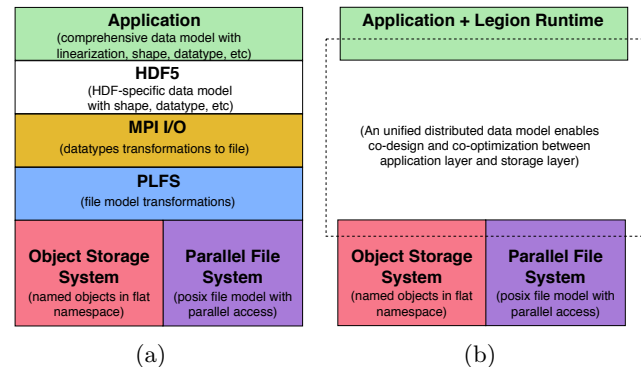 Application
(comprehensive data model with
linearization, shape, datatype, etc)
HDF5
(HDF-specific data model
with shape, datatype, etc)
MPI I/O
(datatypes transformations to file)
PLFS
(file model transformations)
Object Storage
System
(named objects in flat
namespace)
Parallel File
System
(posix file model with
parallel access)
(a)
Application + Legion Runtime
(An unified distributed data model enables
co-design and co-optimization between
application layer and storage layer)
Object Storage
System
(named objects in flat
namespace)
Parallel File
System
(posix file model with
parallel access)
(b)